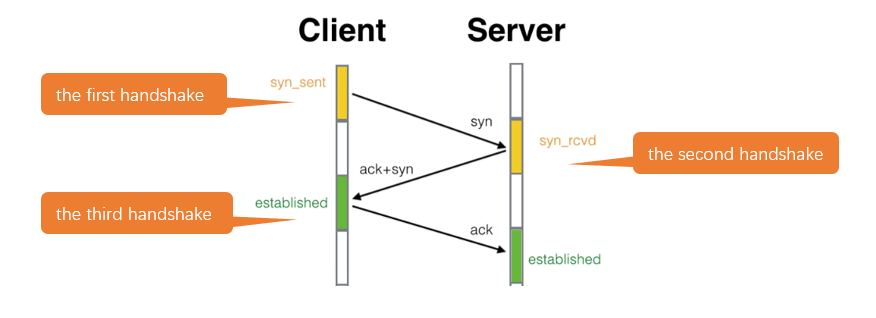 Client
Server
the first handshake
syn_sent
syn
syn_rcvd
the second handshake
ack+syn
established
the third handshake
ack
established